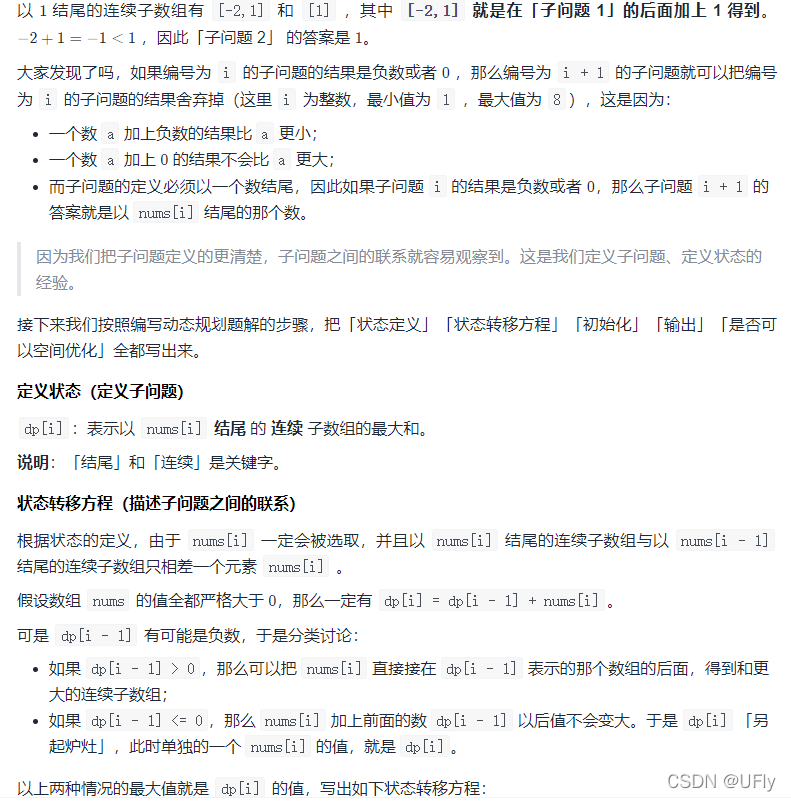 以 1 结尾的连续子数组有 [-2,1] 和 [1] ，其中 [-2,1] 就是在「子问题 1」的后面加上 1 得到。
-2 + 1 = -1 < 1 ，因此「子问题 2」 的答案是 1。
大家发现了吗，如果编号为 i 的子问题的结果是负数或者 0 ，那么编号为 i + 1 的子问题就可以把编号
为 i 的子问题的结果舍弃掉（这里 i 为整数，最小值为 1 ，最大值为 8 ），这是因为：
• 一个数 a 加上负数的结果比 a 更小；
• 一个数 a 加上 0 的结果不会比 a 更大；
• 而子问题的定义必须以一个数结尾，因此如果子问题 i 的结果是负数或者 0，那么子问题 i + 1 的
答案就是以 nums[i] 结尾的那个数。
因为我们把子问题定义的更清楚，子问题之间的联系就容易观察到。这是我们定义子问题、定义状态的
经验。
接下来我们按照编写动态规划题解的步骤，把「状态定义」「状态转移方程」「初始化」「输出」「是否可
以空间优化」全都写出来。
定义状态（定义子问题）
dp[i] ：表示以 nums[i] 结尾 的 连续 子数组的最大和。
说明：「结尾」和「连续」是关键字。
状态转移方程（描述子问题之间的联系）
根据状态的定义，由于 nums[i] 一定会被选取，并且以 nums[i] 结尾的连续子数组与以 nums[i - 1]
结尾的连续子数组只相差一个元素 nums[i] 。
假设数组 nums 的值全都严格大于 0，那么一定有 dp[i] = dp[i - 1] + nums[i]。
可是 dp[i - 1] 有可能是负数，于是分类讨论：
• 如果 dp[i - 1] > 0，那么可以把 nums[i] 直接接在 dp[i - 1] 表示的那个数组的后面，得到和更
大的连续子数组；
• 如果 dp[i - 1] <= 0，那么 nums[i] 加上前面的数 dp[i - 1] 以后值不会变大。于是 dp[i] 「另
起炉灶」，此时单独的一个 nums[i] 的值，就是 dp[i]。
以上两种情况的最大值就是 dp[i] 的值，写出如下状态转移方程：
CSDN @UFly